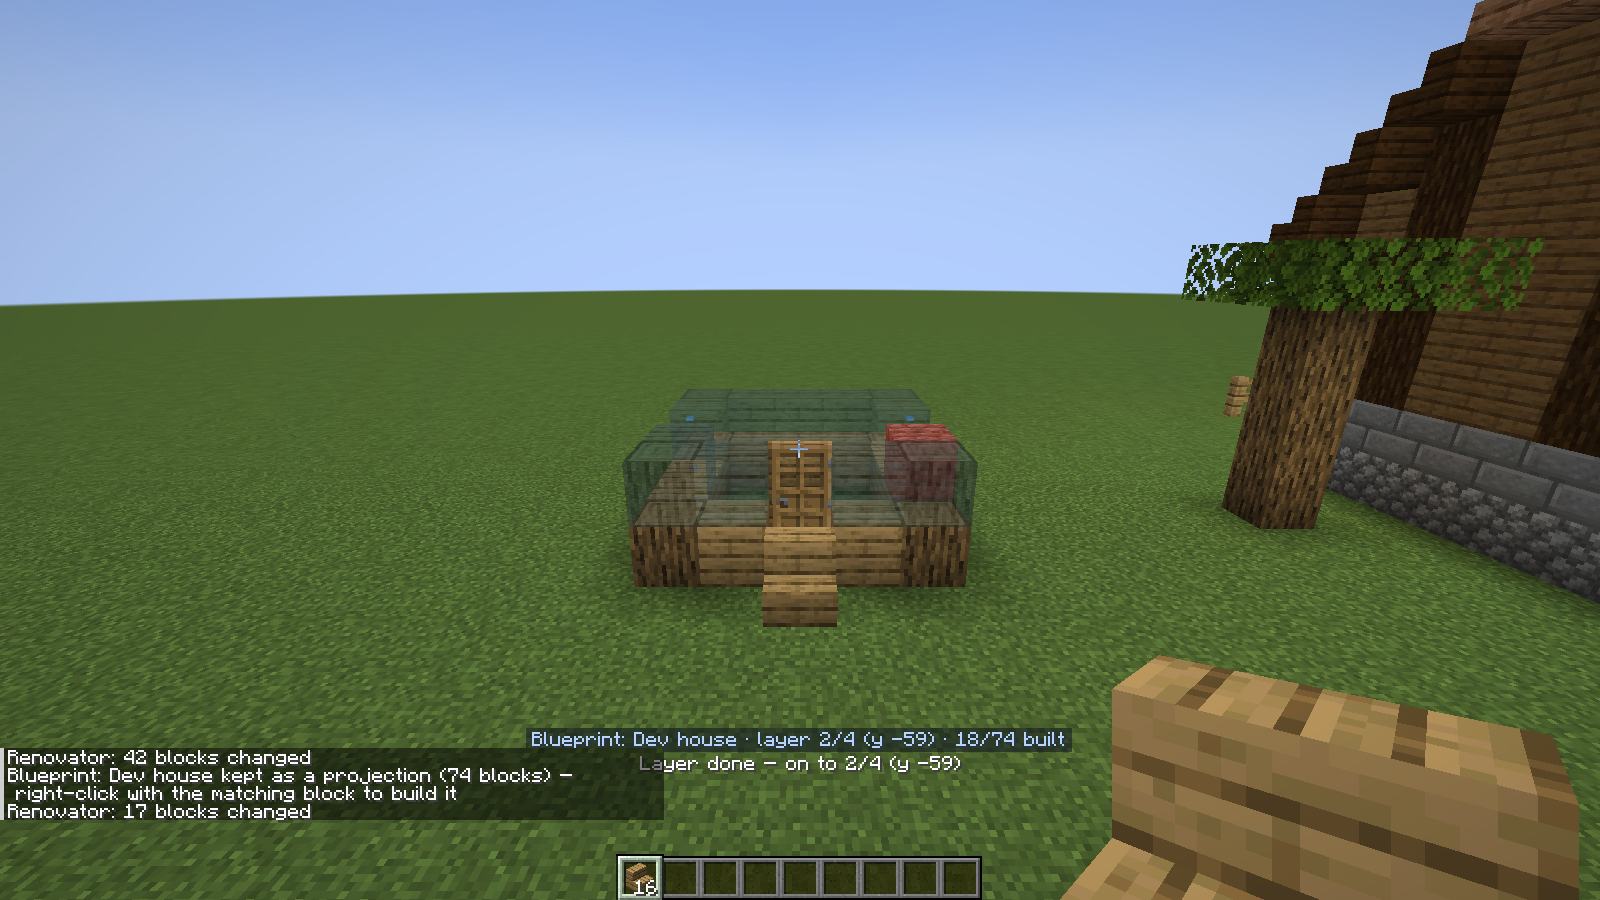 Blueprint: Dev house · layer 2/4 (y -59) · 18/74 built
Layer done – on to 2/4 (y -59)
Renovator: 42 blocks changed
Blueprint: Dev house kept as a projection (74 blocks) –
right-click with the matching block to build it
Renovator: 17 blocks changed
16